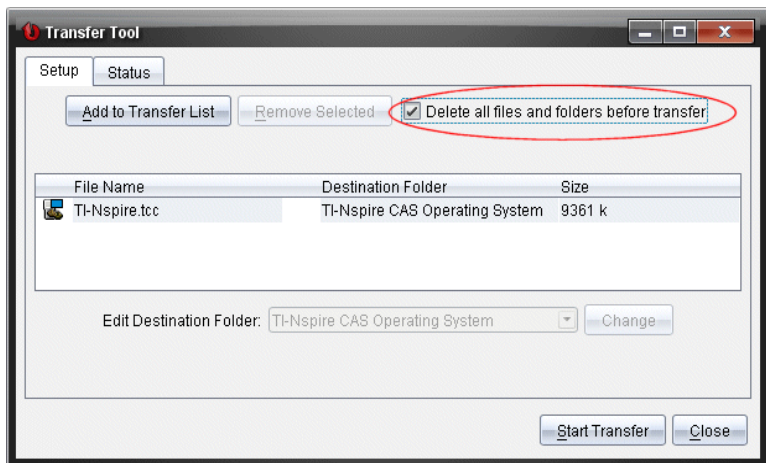 Transfer Tool
Setup Status
Add to Transfer List Remove Selected Delete all files and folders before transfer
File Name Destination Folder Size
TI-Nspire.tcc TI-Nspire CAS Operating System 9361 k
Edit Destination Folder: TI-Nspire CAS Operating System Change
Start Transfer Close